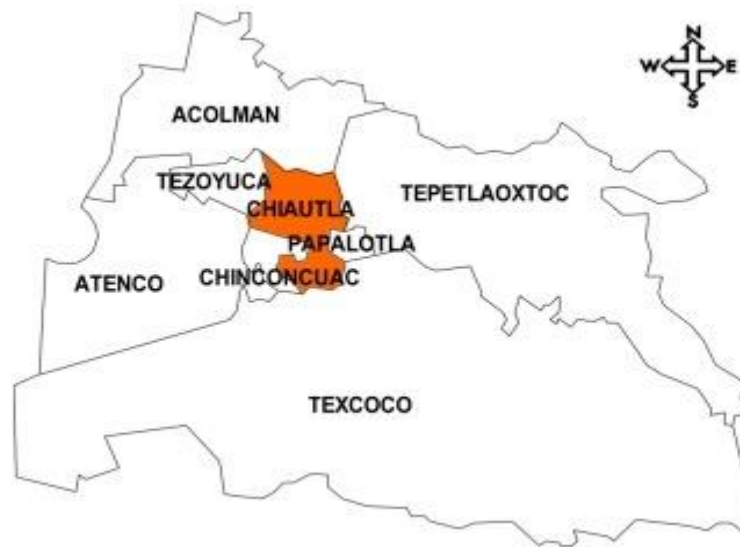 N
W E
S
ACOLMAN
TEZOYUCA
TEPETLAOXTOC
CHIAUTLA
PAPALOTLA
ATENCO
CHINCONCUAC
TEXCOCO